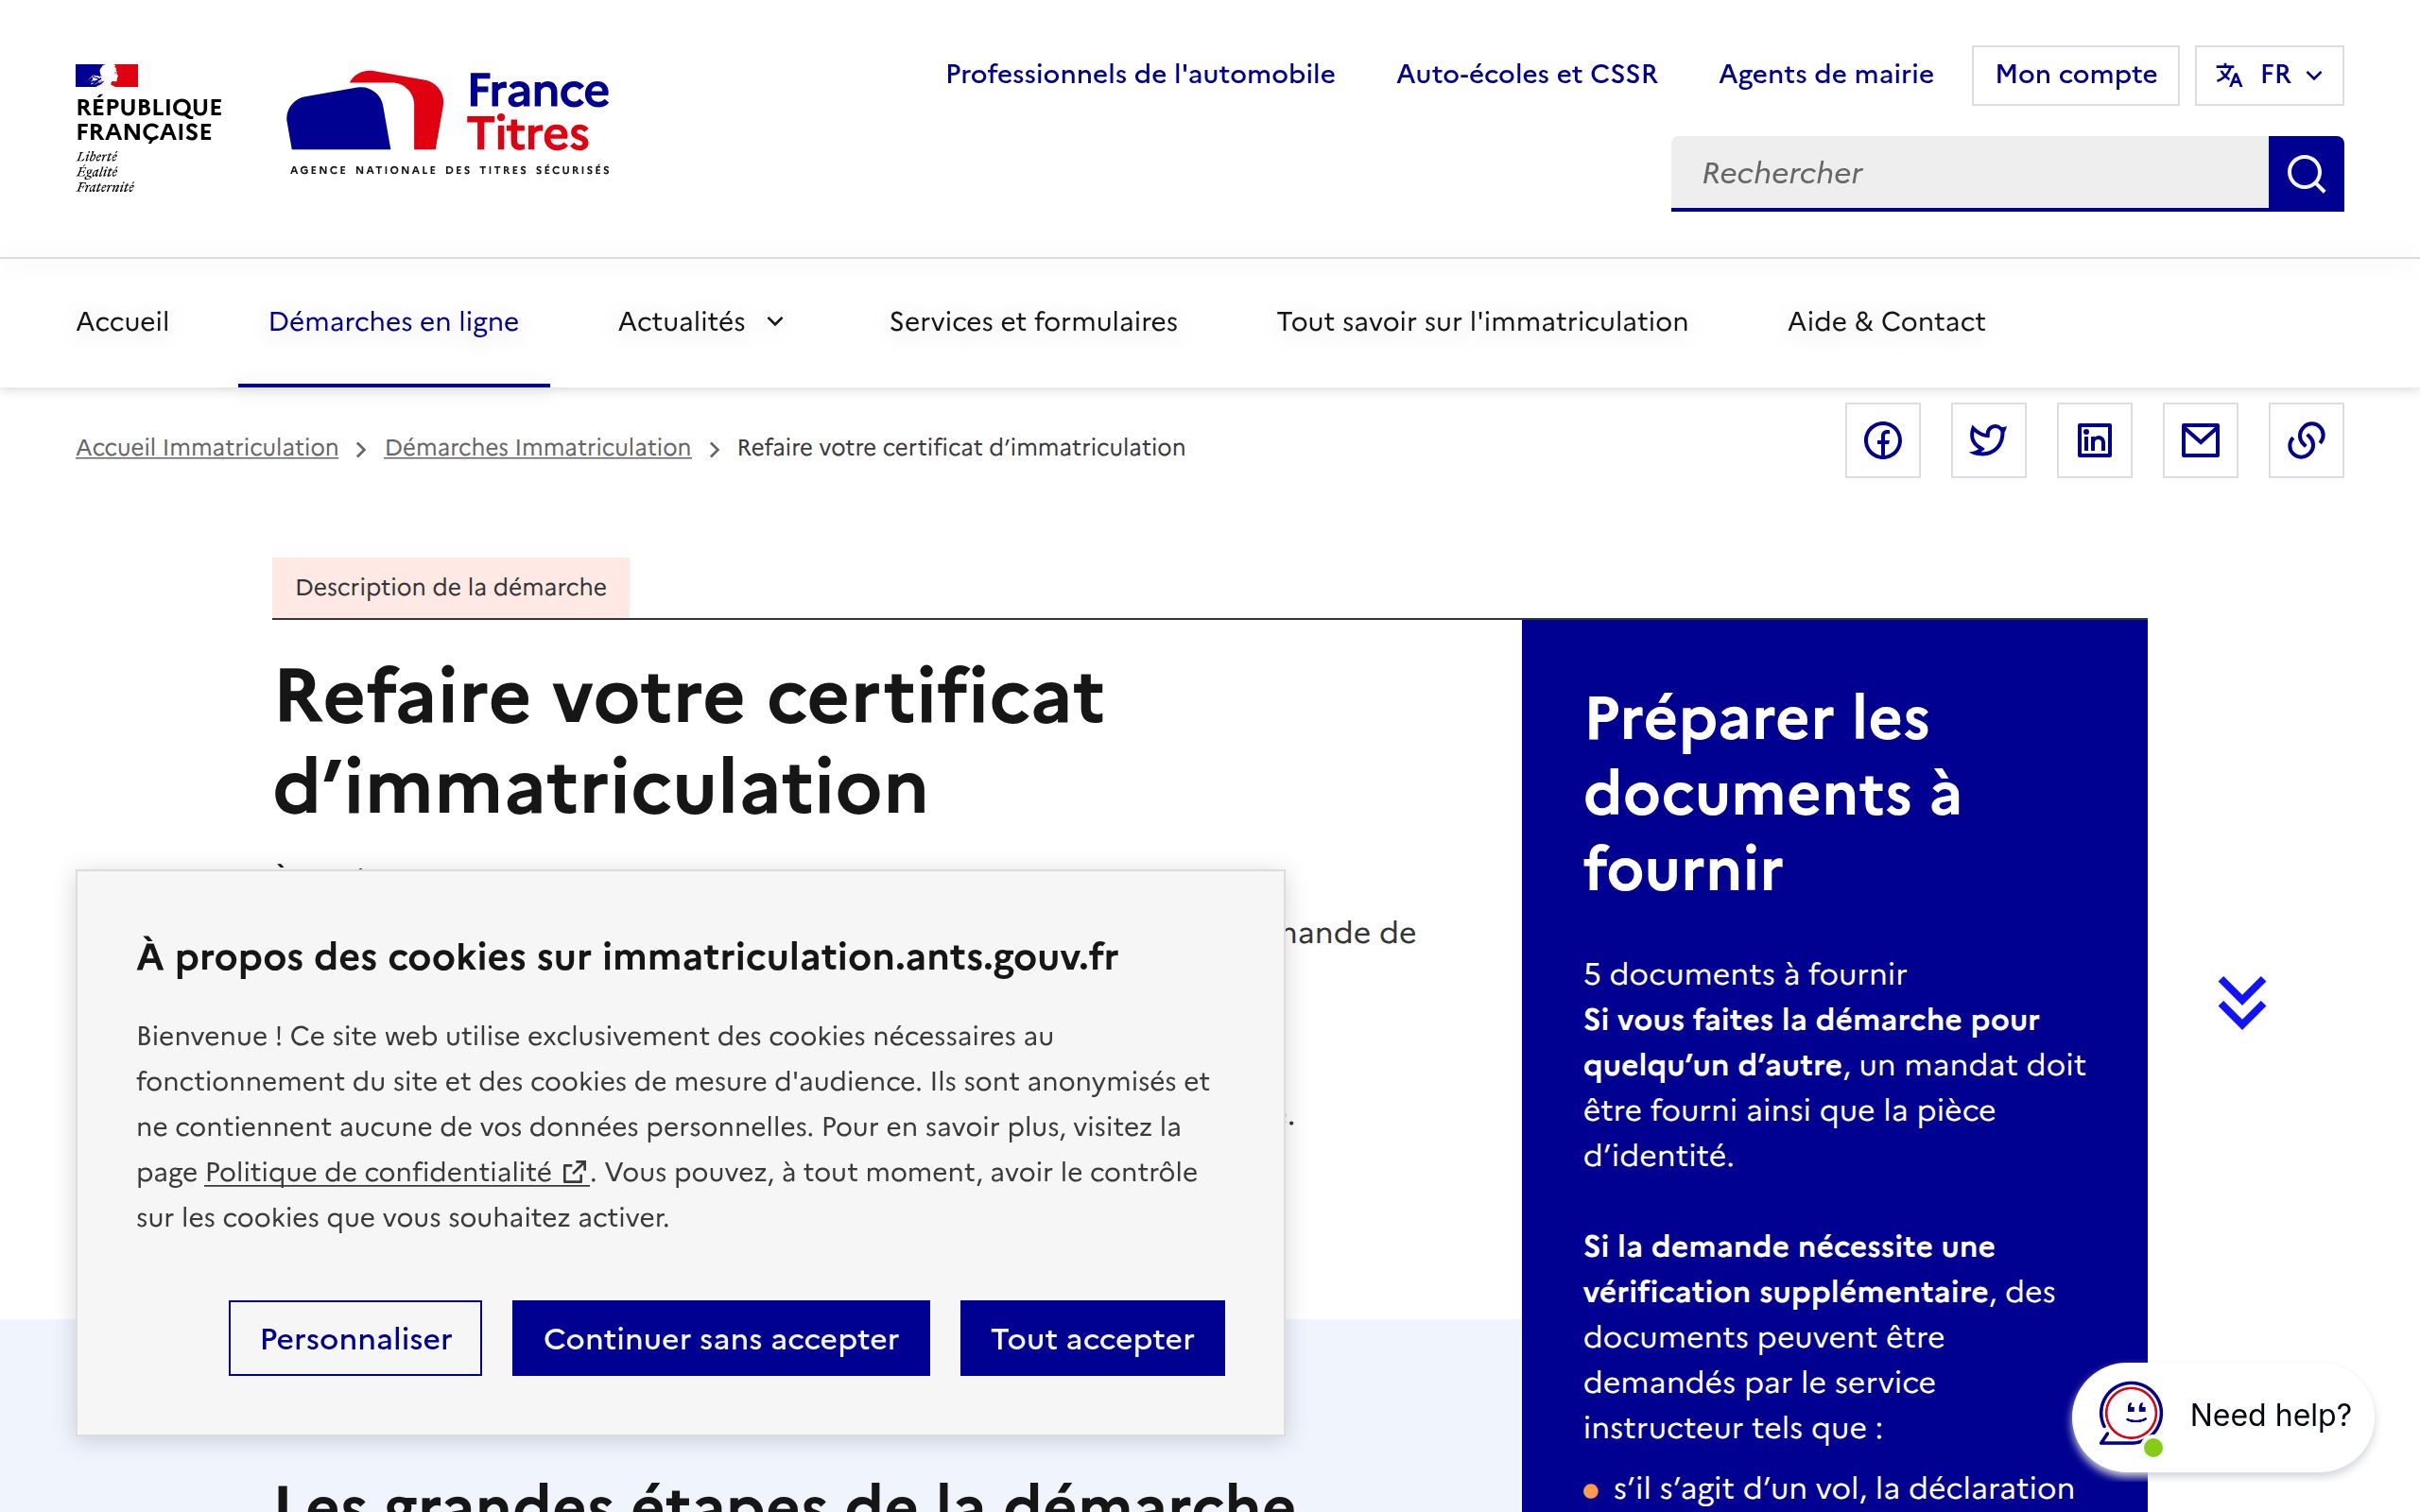 RÉPUBLIQUE
FRANÇAISE
Liberté
Égalité
Fraternité
France
Titres
AGENCE NATIONALE DES TITRES SÉCURISÉS
Professionnels de l'automobile
Auto-écoles et CSSR
Agents de mairie
Mon compte
FR
Rechercher
Accueil
Démarches en ligne
Actualités
Services et formulaires
Tout savoir sur l'immatriculation
Aide & Contact
Accueil Immatriculation
Démarches Immatriculation
Refaire votre certificat d’immatriculation
Description de la démarche
Refaire votre certificat
d’immatriculation
de
À propos des cookies sur immatriculation.ants.gouv.fr
Bienvenue ! Ce site web utilise exclusivement des cookies nécessaires au
fonctionnement du site et des cookies de mesure d'audience. Ils sont anonymisés et
ne contiennent aucune de vos données personnelles. Pour en savoir plus, visitez la
page Politique de confidentialité. Vous pouvez, à tout moment, avoir le contrôle
sur les cookies que vous souhaitez activer.
Personnaliser
Continuer sans accepter
Tout accepter
Les grandes étapes de la démarche
Préparer les
documents à
fournir
5 documents à fournir
Si vous faites la démarche pour
quelqu’un d’autre, un mandat doit
être fourni ainsi que la pièce
d’identité.
Si la demande nécessite une
vérification supplémentaire, des
documents peuvent être
demandés par le service
instructeur tels que :
s’il s’agit d’un vol, la déclaration
Need help?